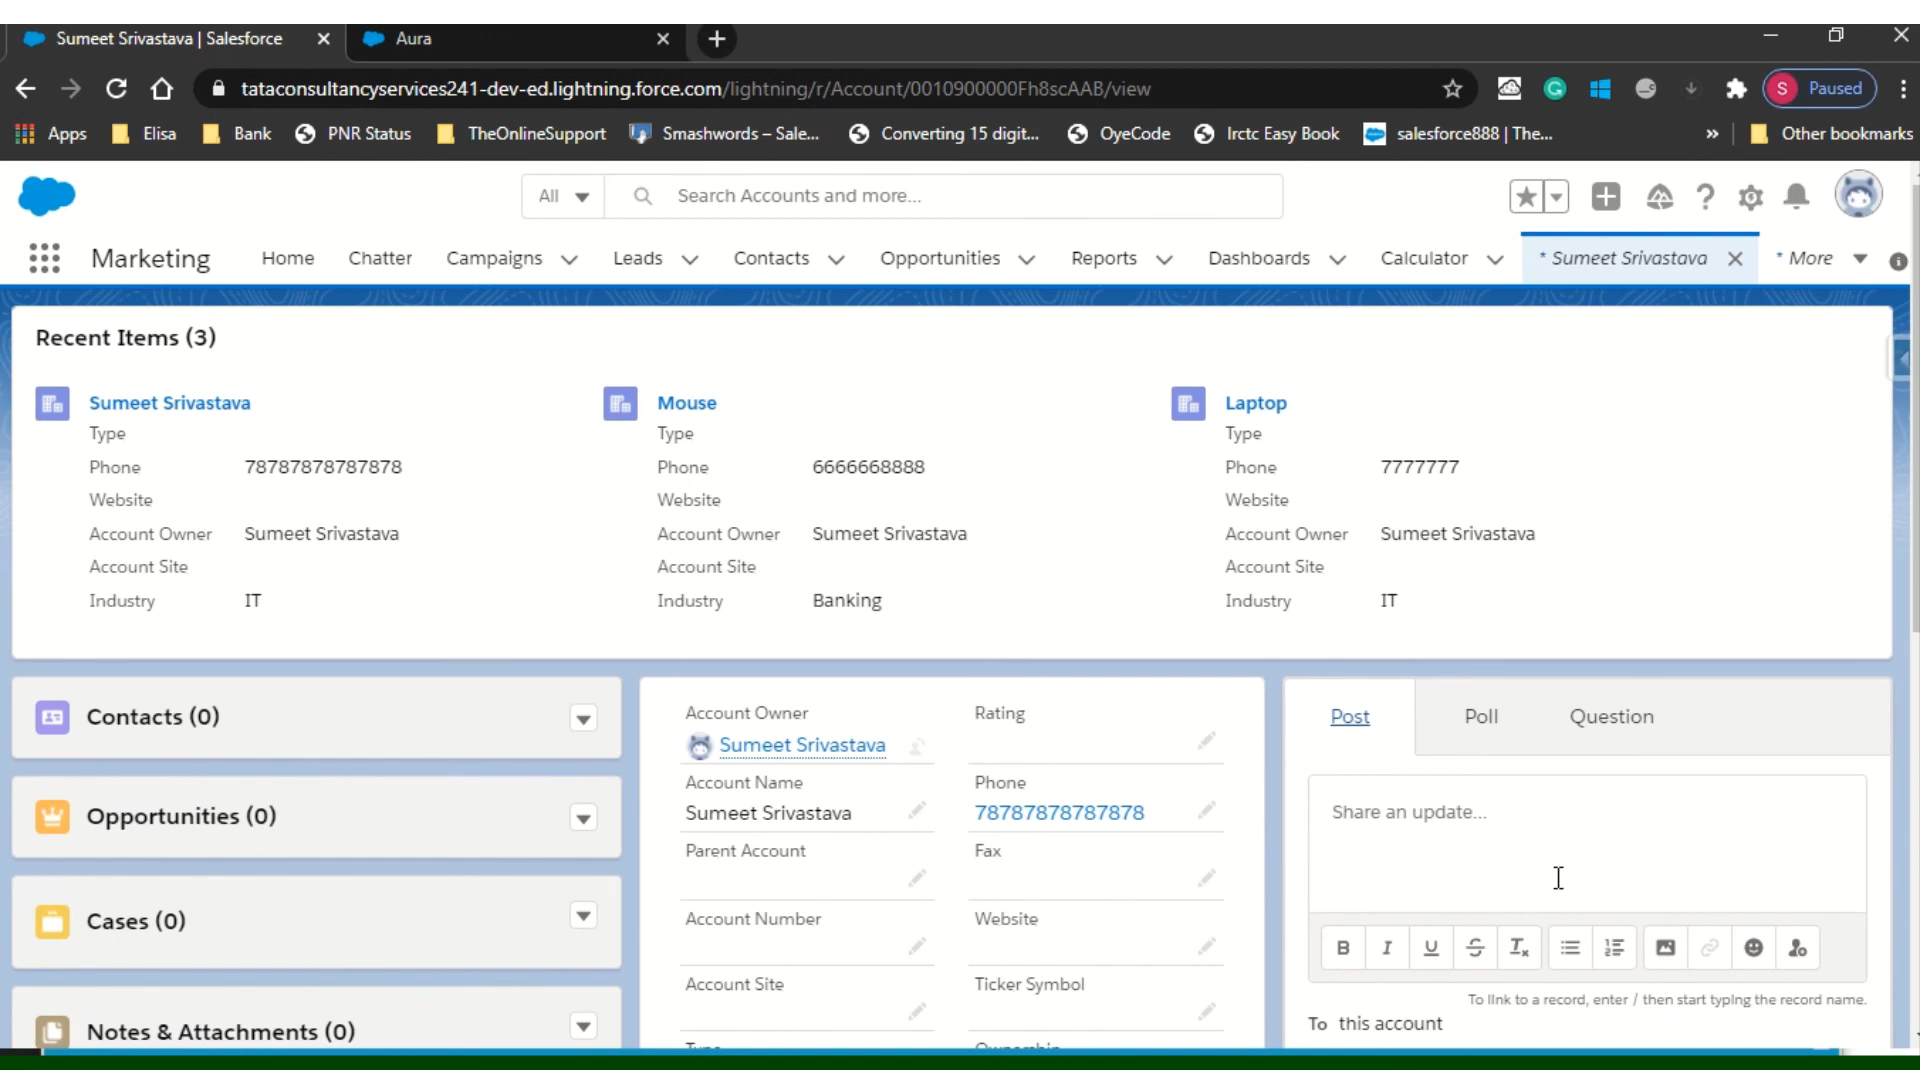 Sumeet Srivastava | Salesforce
Aura
tataconsultancyservices241-dev-ed.lightning.force.com/lightning/r/Account/0010900000Fh8scAAB/view
S Paused
Apps Elisa Bank PNR Status TheOnlineSupport Smashwords – Sale... Converting 15 digit... OyeCode Irctc Easy Book salesforce888 | The... » Other bookmarks
All Search Accounts and more...
Marketing Home Chatter Campaigns Leads Contacts Opportunities Reports Dashboards Calculator * Sumeet Srivastava * More
Recent Items (3)
Sumeet Srivastava
Type
Phone 78787878787878
Website
Account Owner Sumeet Srivastava
Account Site
Industry IT
Mouse
Type
Phone 6666668888
Website
Account Owner Sumeet Srivastava
Account Site
Industry Banking
Laptop
Type
Phone 7777777
Website
Account Owner Sumeet Srivastava
Account Site
Industry IT
Contacts (0)
Opportunities (0)
Cases (0)
Notes & Attachments (0)
Account Owner Rating
Sumeet Srivastava
Account Name Phone
Sumeet Srivastava 78787878787878
Parent Account Fax
Account Number Website
Account Site Ticker Symbol
Type Ownership
Post Poll Question
Share an update...
B I U S Tx
To link to a record, enter / then start typing the record name.
To this account